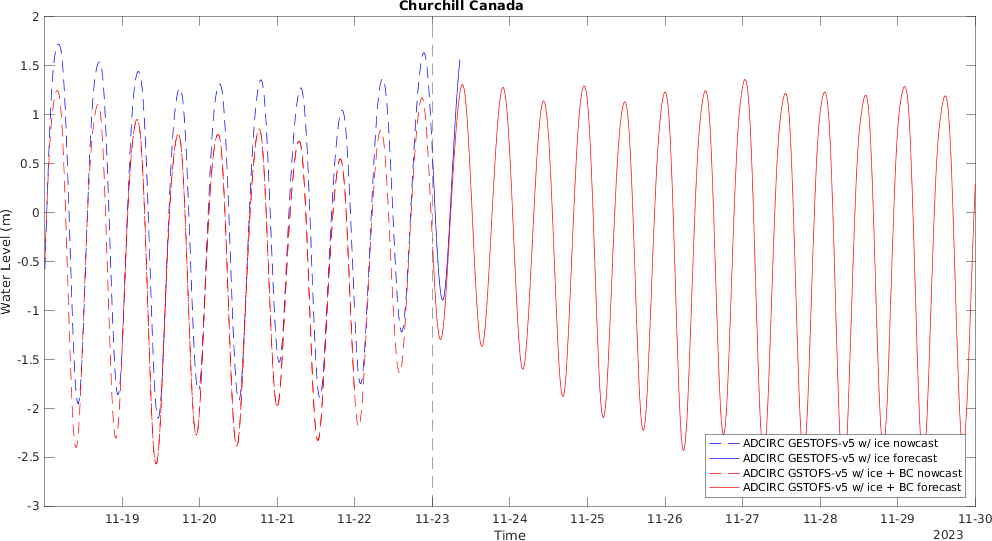 Churchill Canada
2
1.5
1
0.5
0
-0.5
-1
-1.5
-2
-2.5
-3
Water Level (m)
ADCIRC GESTOFS-v5 w/ ice nowcast
ADCIRC GESTOFS-v5 w/ ice forecast
ADCIRC GSTOFS-v5 w/ ice + BC nowcast
ADCIRC GSTOFS-v5 w/ ice + BC forecast
11-19 11-20 11-21 11-22 11-23 11-24 11-25 11-26 11-27 11-28 11-29 11-30
Time
2023